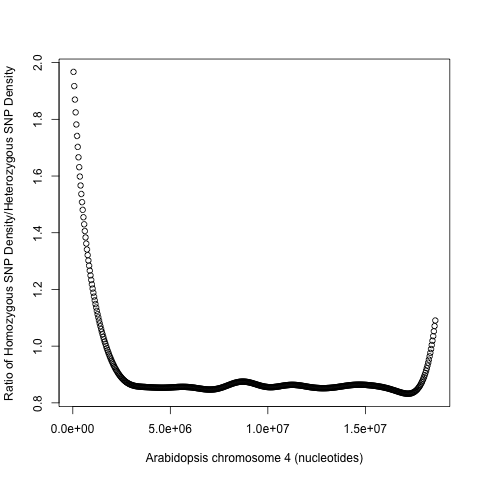 Ratio of Homozygous SNP Density/Heterozygous SNP Density
2.0
1.8
1.6
1.4
1.2
1.0
0.8
0.0e+00 5.0e+06 1.0e+07 1.5e+07
Arabidopsis chromosome 4 (nucleotides)